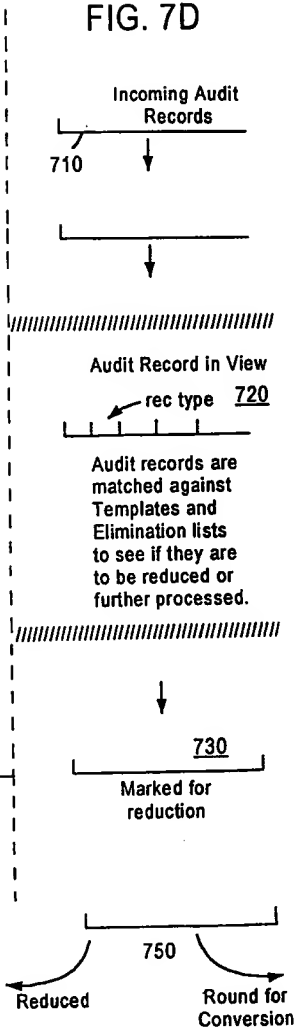 FIG. 7D
Incoming Audit
Records
710
Audit Record in View
rec type 720
Audit records are
matched against
Templates and
Elimination lists
to see if they are
to be reduced or
further processed.
730
Marked for
reduction
750
Reduced
Round for
Conversion